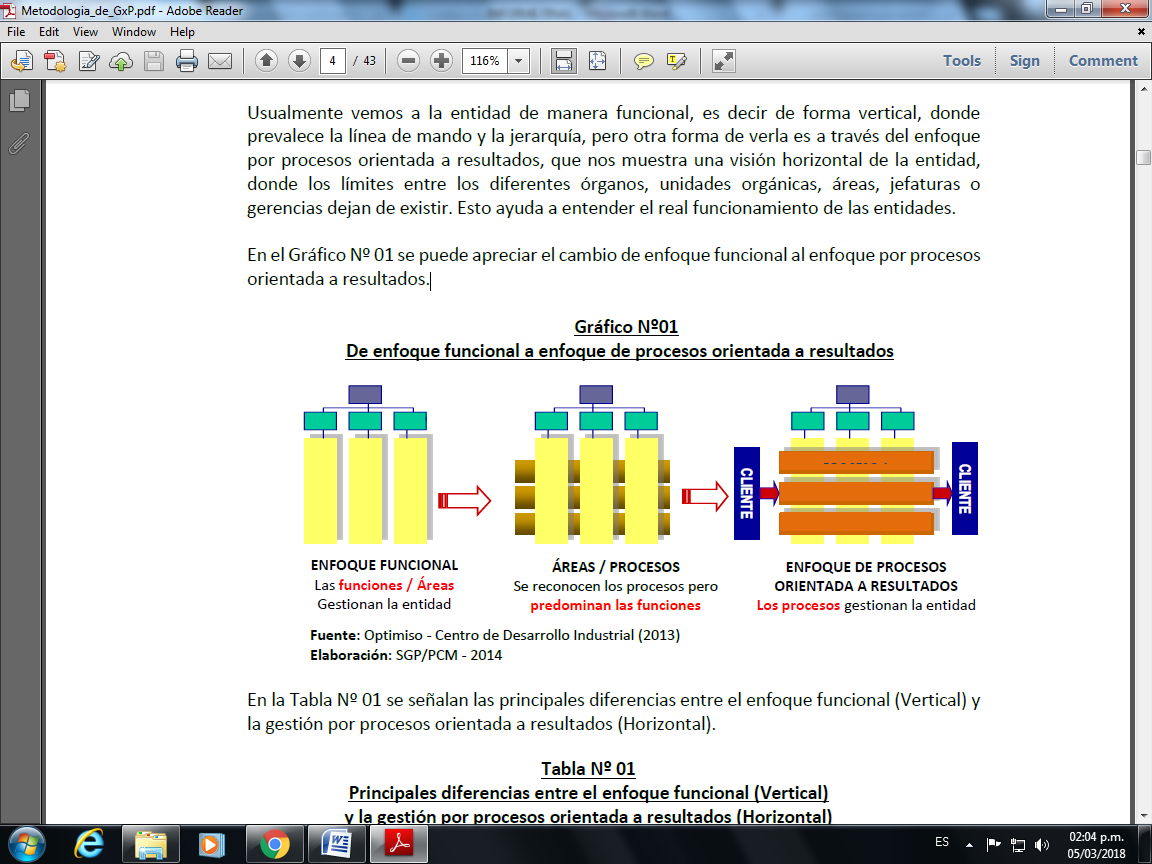 Metodologia_de_GxP.pdf - Adobe Reader
File Edit View Window Help
4 / 43 116% Tools Sign Comment
Usualmente vemos a la entidad de manera funcional, es decir de forma vertical, donde
prevalece la línea de mando y la jerarquía, pero otra forma de verla es a través del enfoque
por procesos orientada a resultados, que nos muestra una visión horizontal de la entidad,
donde los límites entre los diferentes órganos, unidades orgánicas, áreas, jefaturas o
gerencias dejan de existir. Esto ayuda a entender el real funcionamiento de las entidades.
En el Gráfico Nº 01 se puede apreciar el cambio de enfoque funcional al enfoque por procesos
orientada a resultados.
Gráfico Nº01
De enfoque funcional a enfoque de procesos orientada a resultados
CLIENTE
CLIENTE
ENFOQUE FUNCIONAL
Las funciones / Áreas
Gestionan la entidad
ÁREAS / PROCESOS
Se reconocen los procesos pero
predominan las funciones
ENFOQUE DE PROCESOS
ORIENTADA A RESULTADOS
Los procesos gestionan la entidad
Fuente: Optimiso - Centro de Desarrollo Industrial (2013)
Elaboración: SGP/PCM - 2014
En la Tabla Nº 01 se señalan las principales diferencias entre el enfoque funcional (Vertical) y
la gestión por procesos orientada a resultados (Horizontal).
Tabla Nº 01
Principales diferencias entre el enfoque funcional (Vertical)
y la gestión por procesos orientada a resultados (Horizontal)
ES
02:04 p.m.
05/03/2018